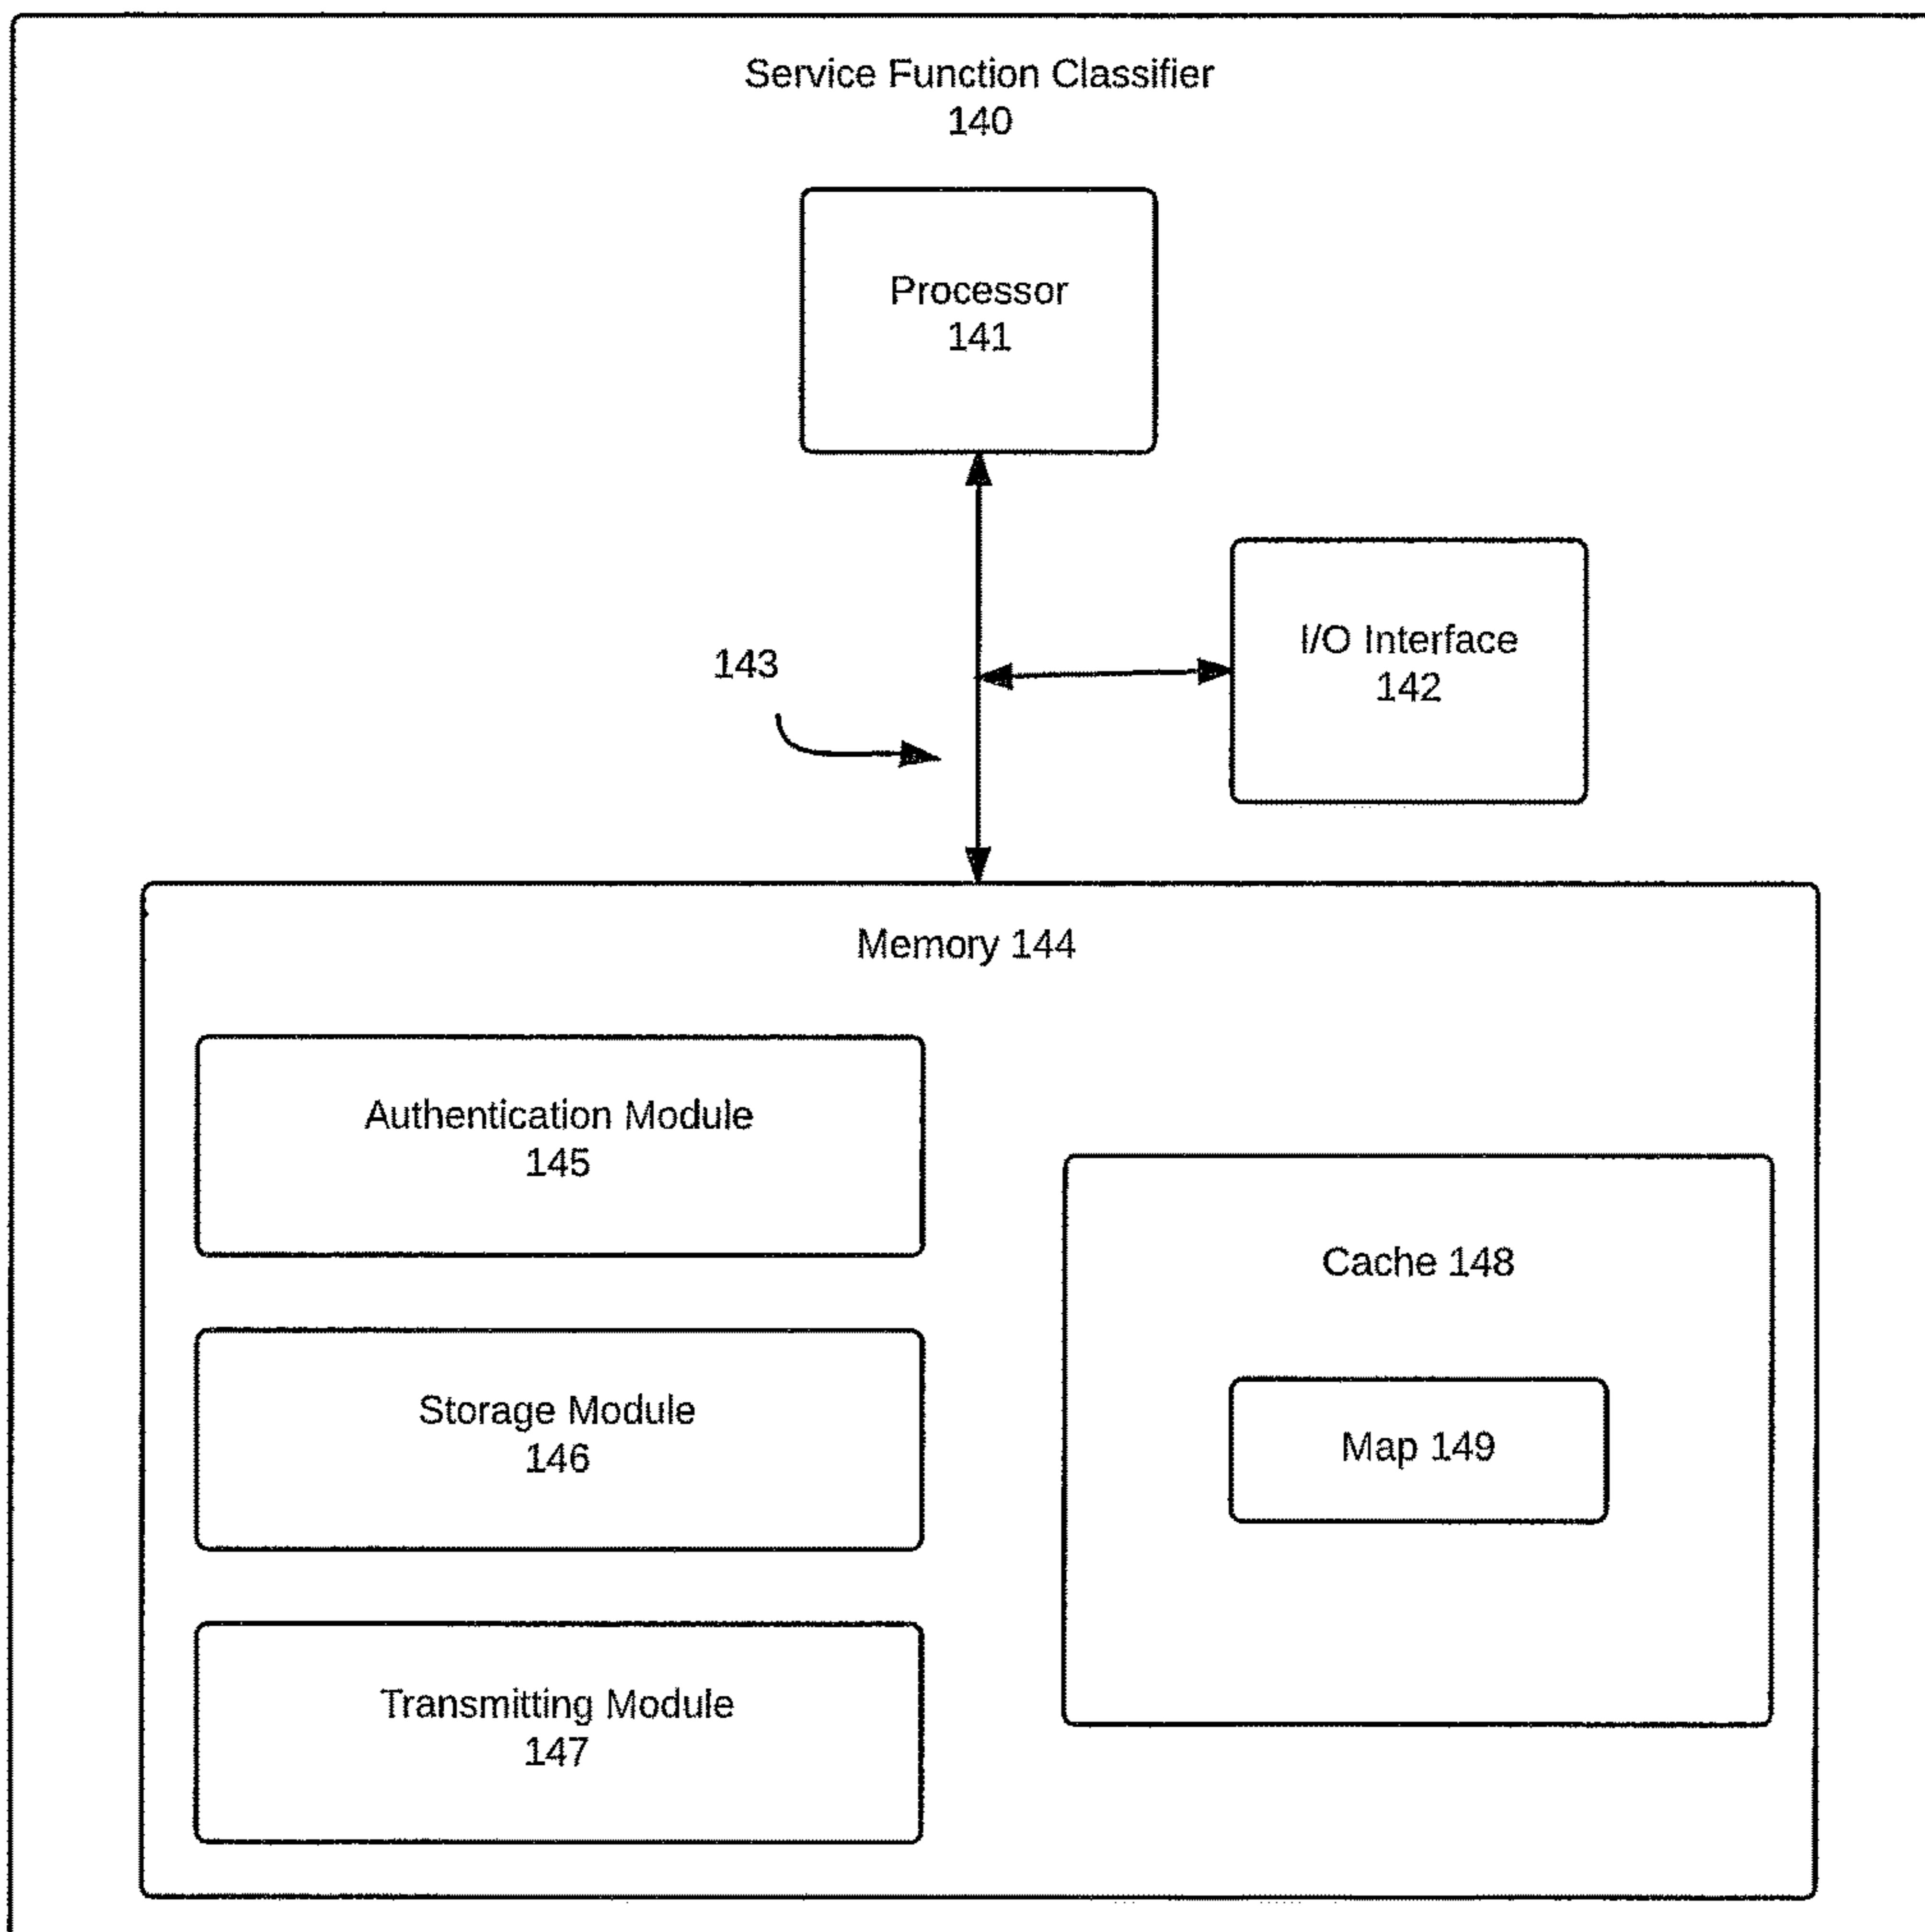 Service Function Classifier
140
Processor
141
I/O Interface
142
143
Memory 144
Authentication Module
145
Cache 148
Storage Module
146
Map 149
Transmitting Module
147